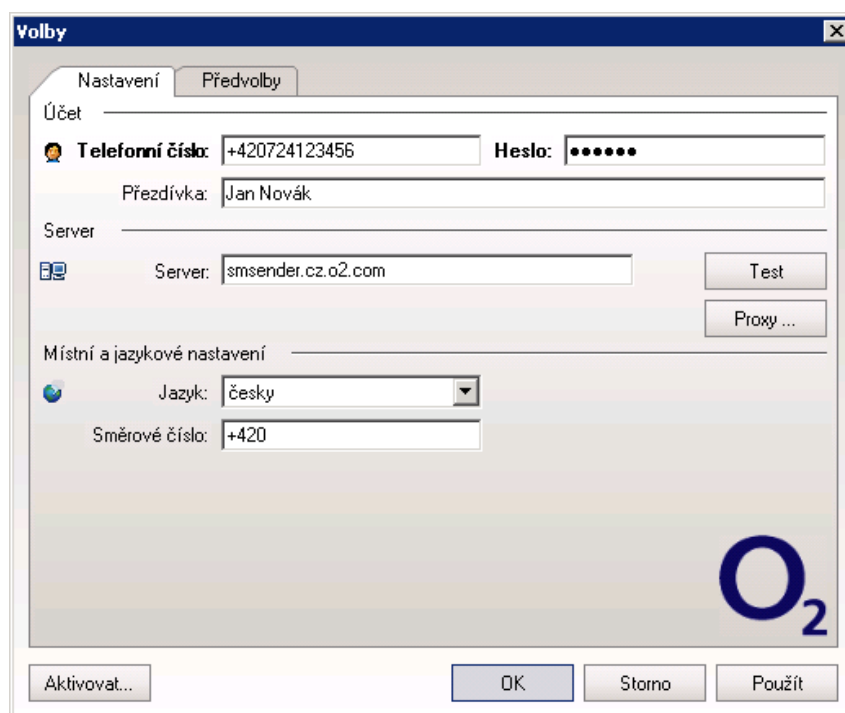 Volby
Nastavení Předvolby
Účet
Telefonní číslo: +420724123456 Heslo: ●●●●●●
Přezdívka: Jan Novák
Server
Server: smsender.cz.o2.com Test
Proxy ...
Místní a jazykové nastavení
Jazyk: česky
Směrové číslo: +420
O2
Aktivovat... OK Storno Použít